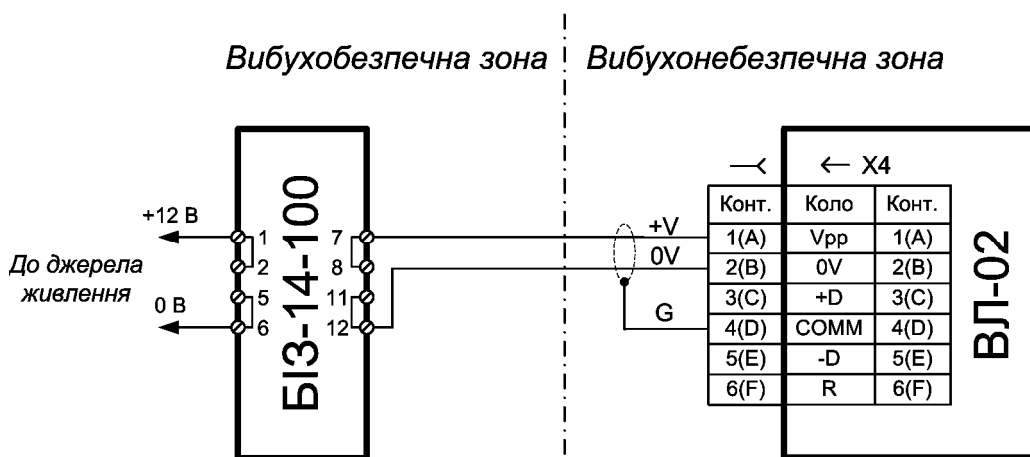 Вибухобезпечна зона
Вибухонебезпечна зона
+12 В
До джерела
живлення
0 В
1
2
5
6
БІЗ-14-100
7
8
11
12
+V
0V
G
X4
Конт. Коло Конт.
1(A) Vpp 1(A)
2(B) 0V 2(B)
3(C) +D 3(C)
4(D) COMM 4(D)
5(E) -D 5(E)
6(F) R 6(F)
ВЛ-02